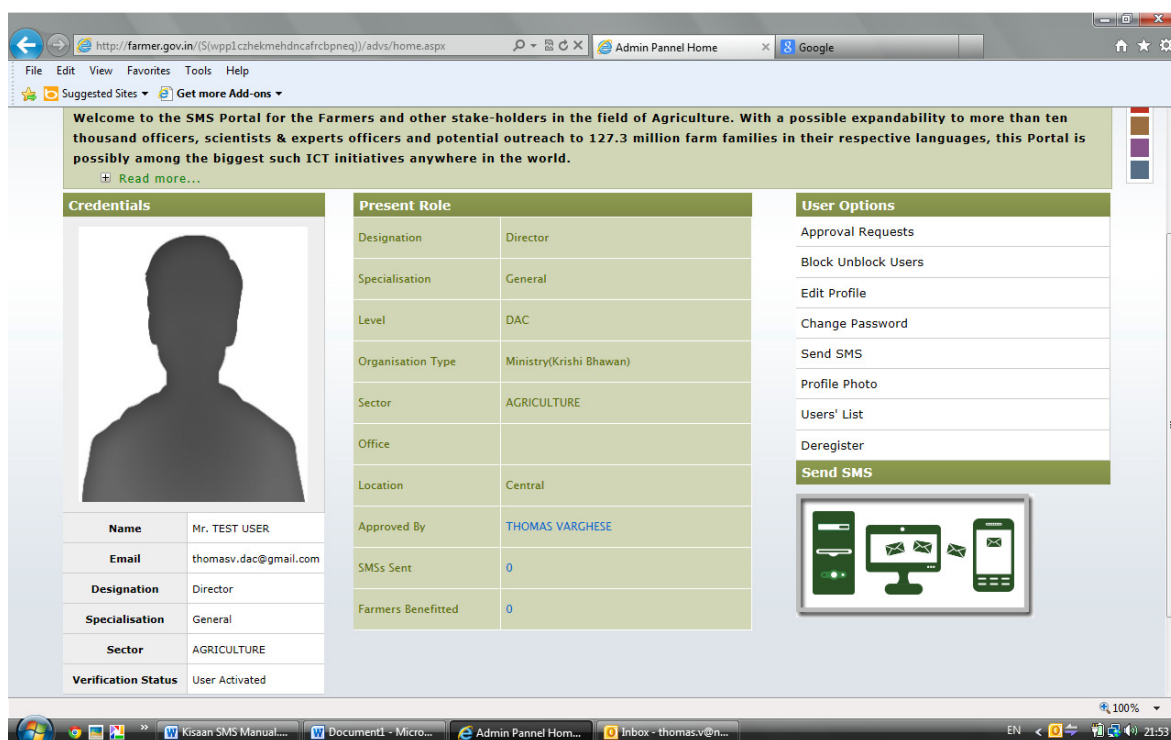 http://farmer.gov.in/(S(wpp1czhekmehdncafrcbpneq))/advs/home.aspx
Admin Pannel Home
Google
File Edit View Favorites Tools Help
Suggested Sites Get more Add-ons
Welcome to the SMS Portal for the Farmers and other stake-holders in the field of Agriculture. With a possible expandability to more than ten
thousand officers, scientists & experts officers and potential outreach to 127.3 million farm families in their respective languages, this Portal is
possibly among the biggest such ICT initiatives anywhere in the world.
Read more...
Credentials
Name Mr. TEST USER
Email thomasv.dac@gmail.com
Designation Director
Specialisation General
Sector AGRICULTURE
Verification Status User Activated
Present Role
Designation Director
Specialisation General
Level DAC
Organisation Type Ministry(Krishi Bhawan)
Sector AGRICULTURE
Office
Location Central
Approved By THOMAS VARGHESE
SMSs Sent 0
Farmers Benefitted 0
User Options
Approval Requests
Block Unblock Users
Edit Profile
Change Password
Send SMS
Profile Photo
Users' List
Deregister
Send SMS
100%
Kisaan SMS Manual.... Document1 - Micro... Admin Pannel Hom... Inbox - thomas.v@n... EN 21:53